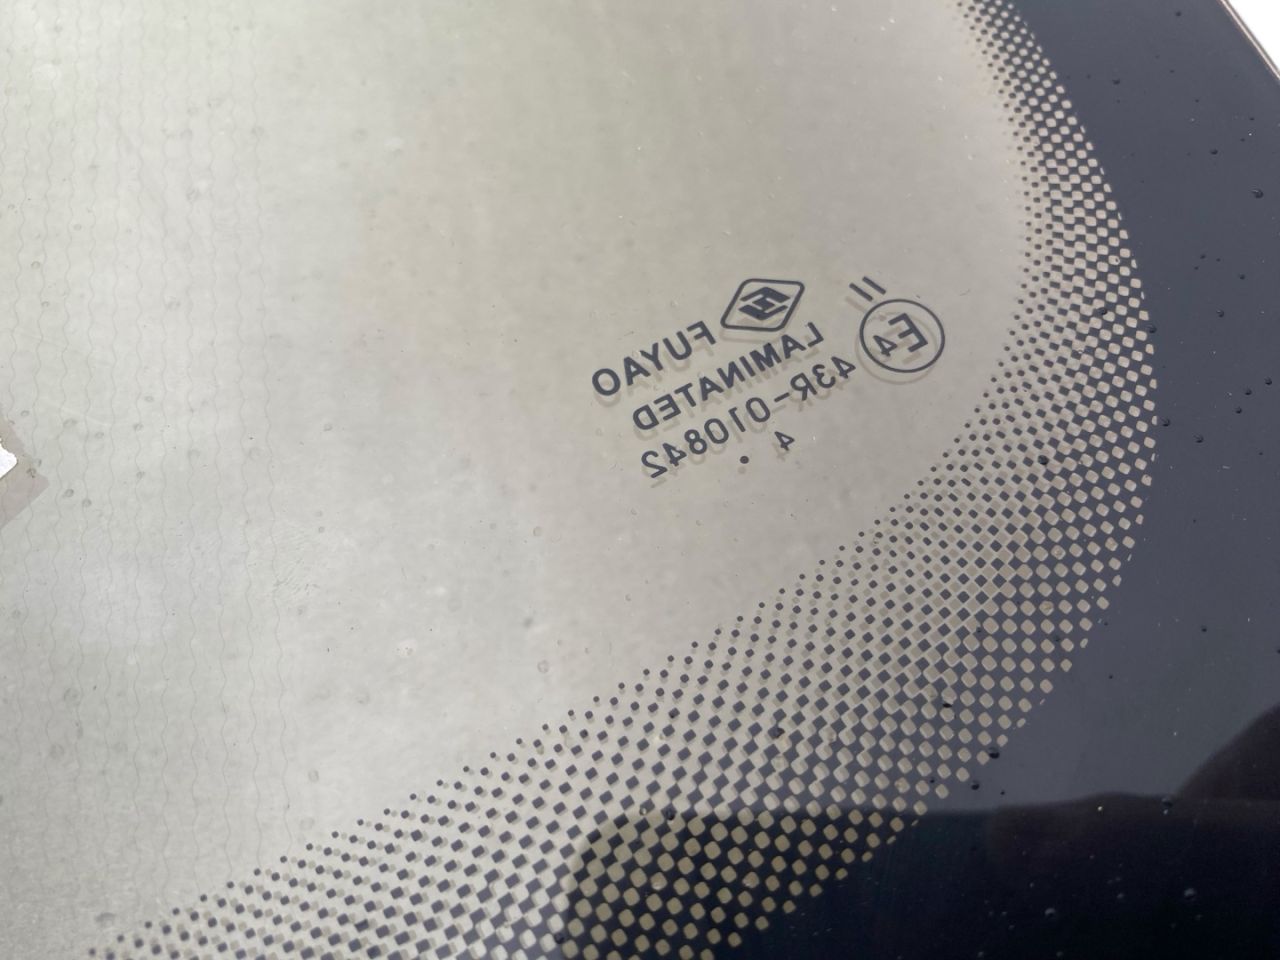 FUYAO
LAMINATED
43R-010842
. 4
II
E4